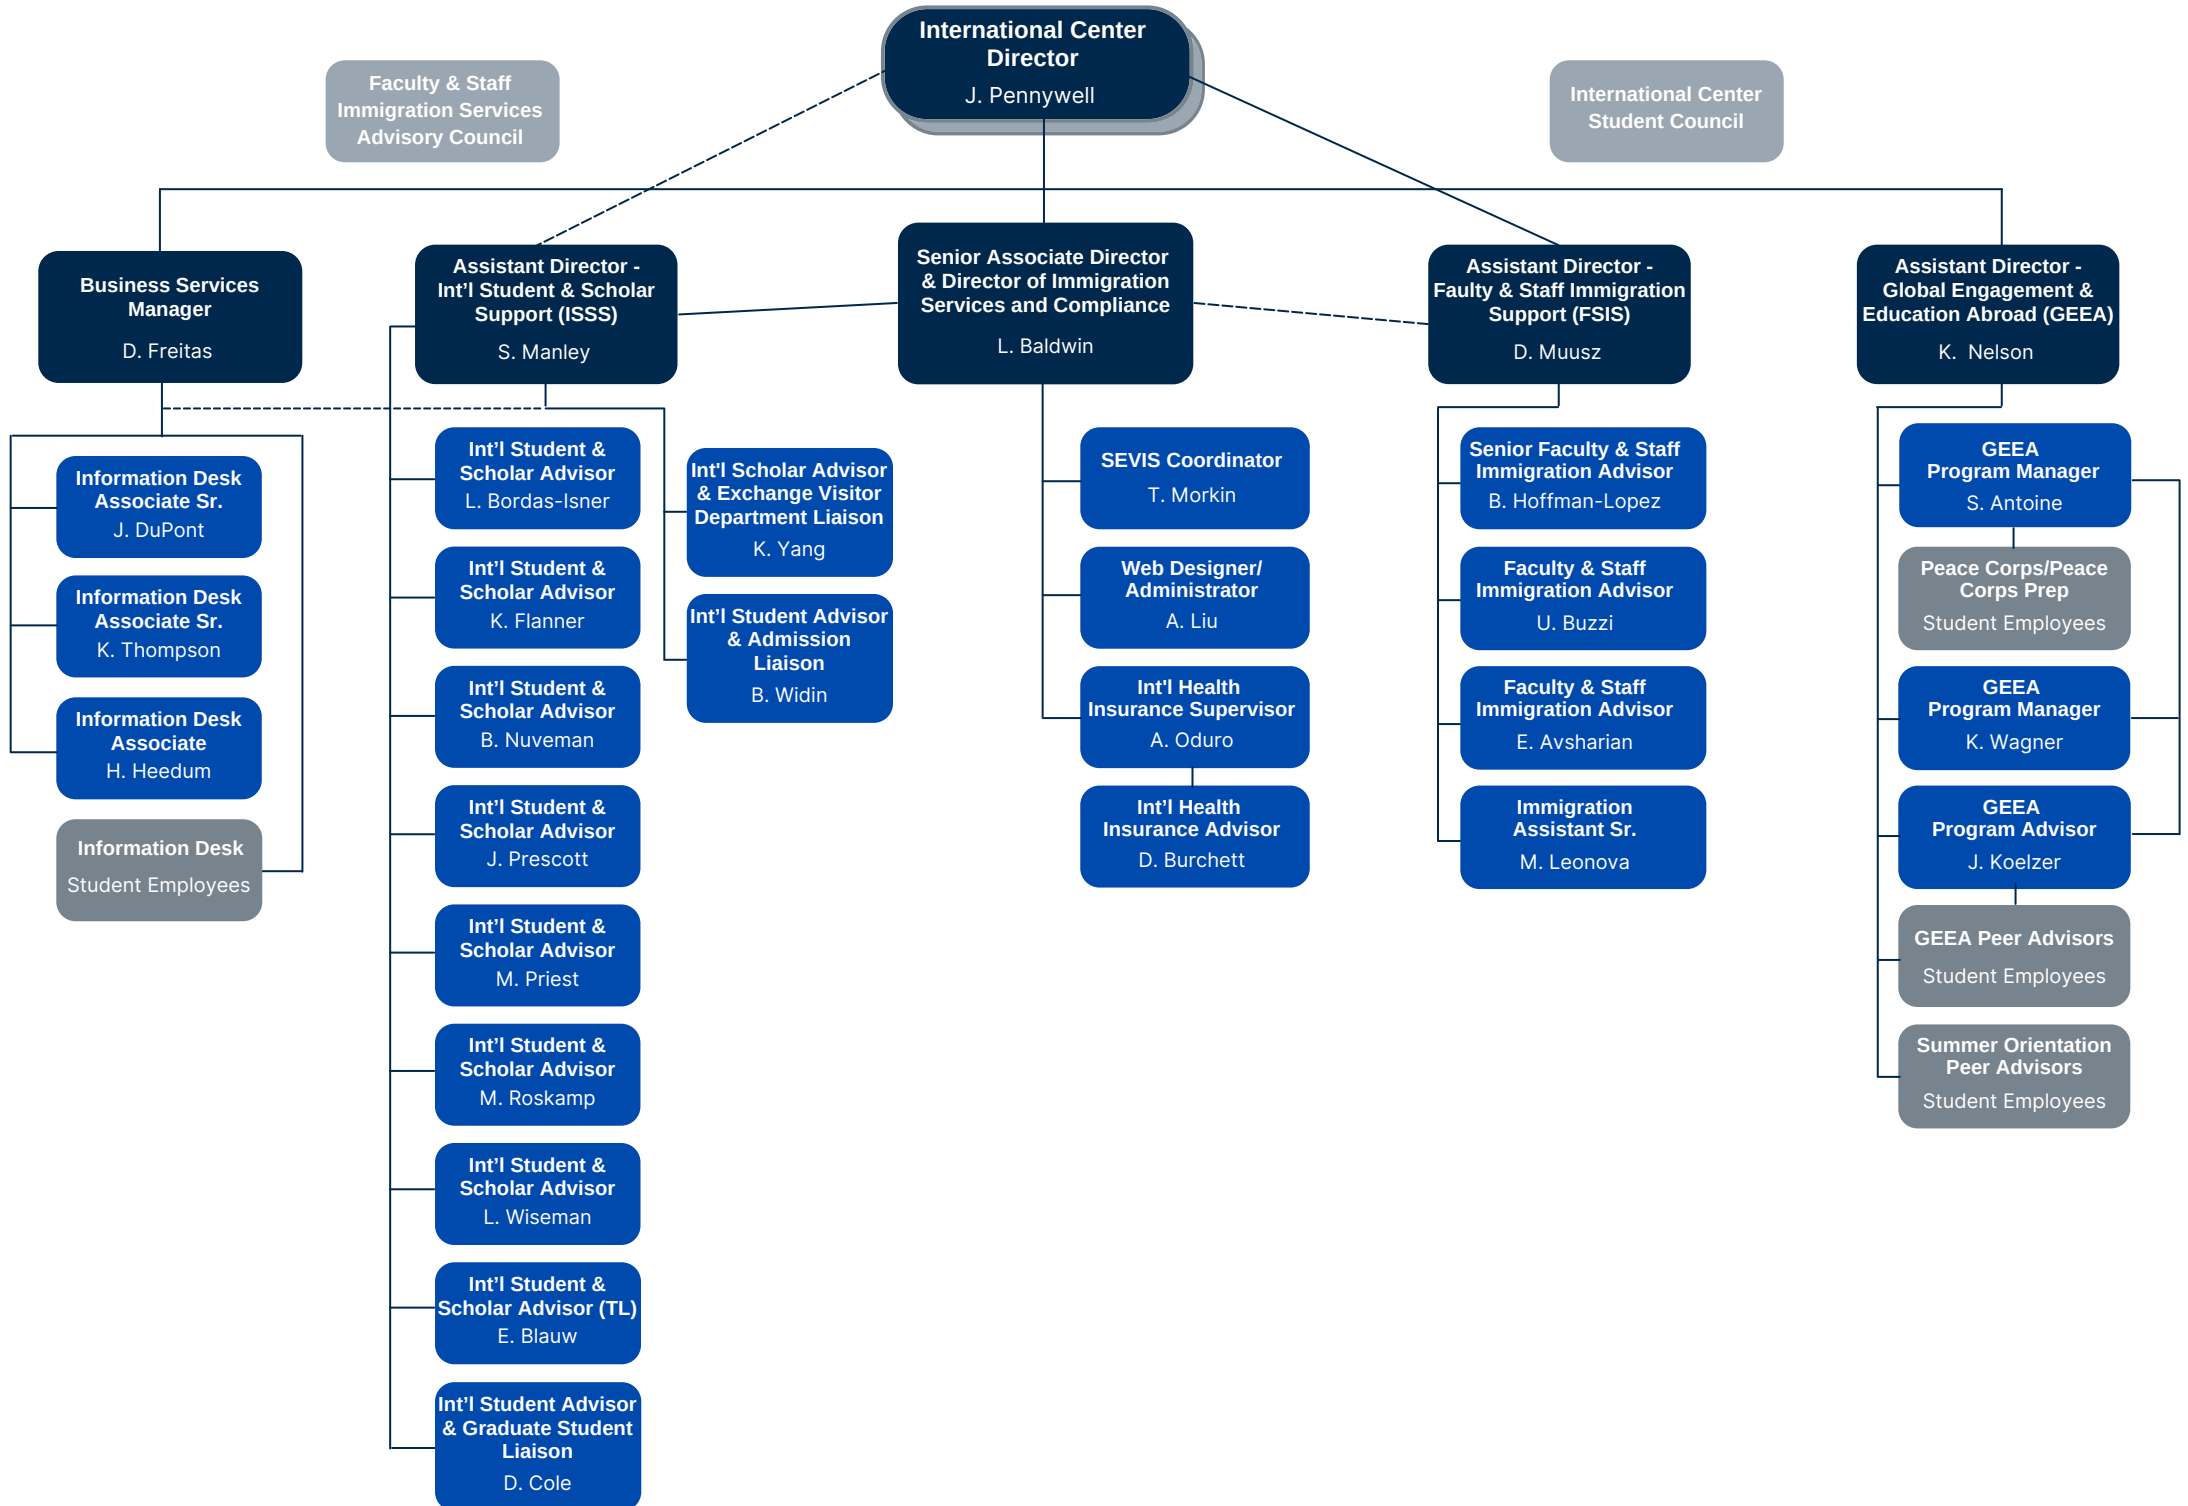 International Center
Director
J. Pennywell
Faculty & Staff
Immigration Services
Advisory Council
International Center
Student Council
Business Services
Manager
D. Freitas
Assistant Director -
Int’l Student & Scholar
Support (ISSS)
S. Manley
Senior Associate Director
& Director of Immigration
Services and Compliance
L. Baldwin
Assistant Director -
Faulty & Staff Immigration
Support (FSIS)
D. Muusz
Assistant Director -
Global Engagement &
Education Abroad (GEEA)
K. Nelson
Information Desk
Associate Sr.
J. DuPont
Information Desk
Associate Sr.
K. Thompson
Information Desk
Associate
H. Heedum
Information Desk
Student Employees
Int’l Student &
Scholar Advisor
L. Bordas-Isner
Int’l Student &
Scholar Advisor
K. Flanner
Int’l Student &
Scholar Advisor
B. Nuveman
Int’l Student &
Scholar Advisor
J. Prescott
Int’l Student &
Scholar Advisor
M. Priest
Int’l Student &
Scholar Advisor
M. Roskamp
Int’l Student &
Scholar Advisor
L. Wiseman
Int’l Student &
Scholar Advisor (TL)
E. Blauw
Int’l Student Advisor
& Graduate Student
Liaison
D. Cole
Int'l Scholar Advisor
& Exchange Visitor
Department Liaison
K. Yang
Int’l Student Advisor
& Admission
Liaison
B. Widin
SEVIS Coordinator
T. Morkin
Web Designer/
Administrator
A. Liu
Int'l Health
Insurance Supervisor
A. Oduro
Int’l Health
Insurance Advisor
D. Burchett
Senior Faculty & Staff
Immigration Advisor
B. Hoffman-Lopez
Faculty & Staff
Immigration Advisor
U. Buzzi
Faculty & Staff
Immigration Advisor
E. Avsharian
Immigration
Assistant Sr.
M. Leonova
GEEA
Program Manager
S. Antoine
Peace Corps/Peace
Corps Prep
Student Employees
GEEA
Program Manager
K. Wagner
GEEA
Program Advisor
J. Koelzer
GEEA Peer Advisors
Student Employees
Summer Orientation
Peer Advisors
Student Employees